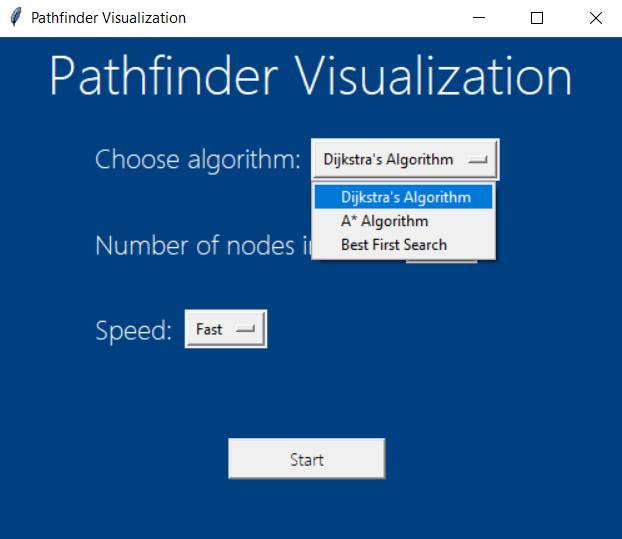 Pathfinder Visualization
Pathfinder Visualization
Choose algorithm: Dijkstra's Algorithm
Dijkstra's Algorithm
A* Algorithm
Best First Search
Number of nodes
Speed: Fast
Start